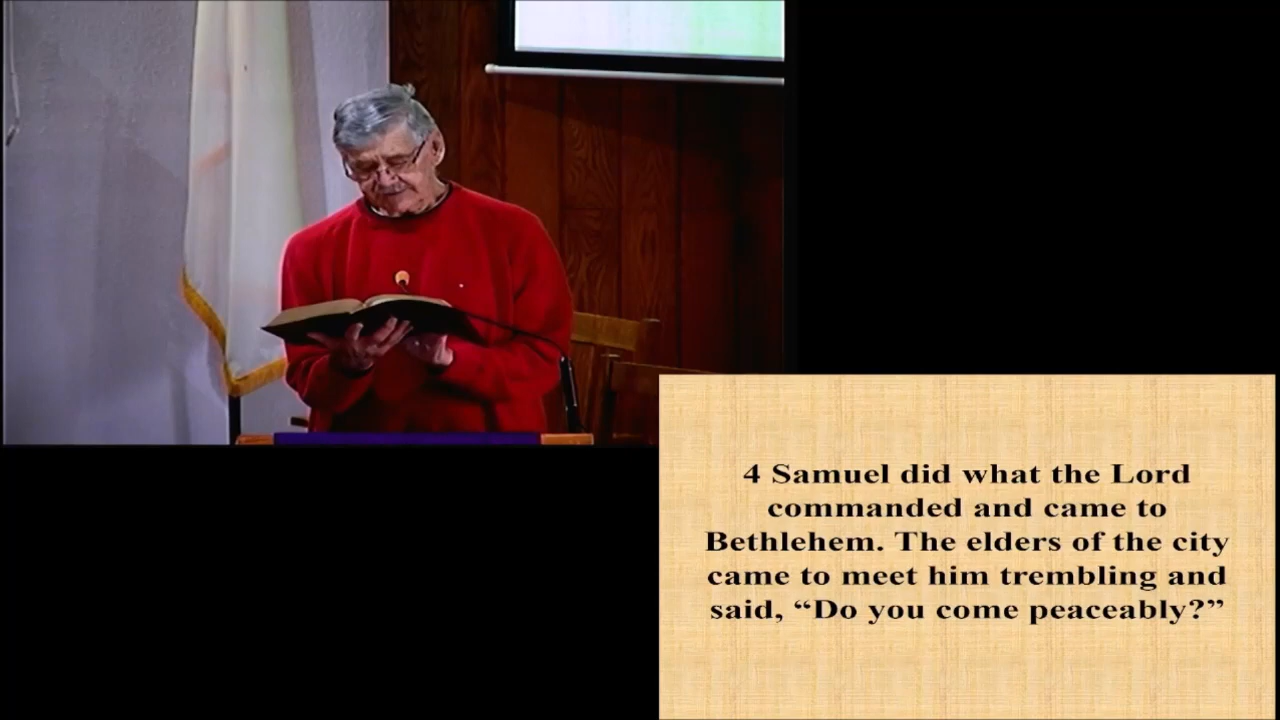 4 Samuel did what the Lord
commanded and came to
Bethlehem. The elders of the city
came to meet him trembling and
said, “Do you come peaceably?”